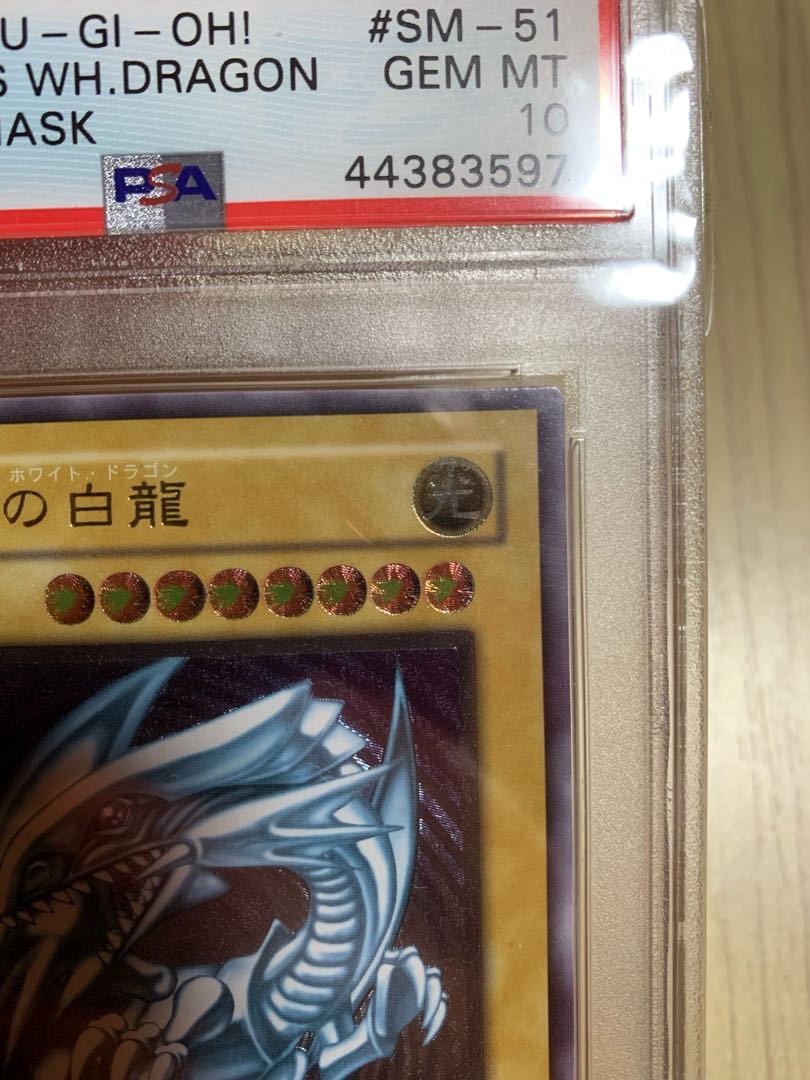 U-GI-OH! #SM-51
S WH.DRAGON GEM MT
MASK 10
PSA 44383597
ホワイト・ドラゴン
の白龍
光